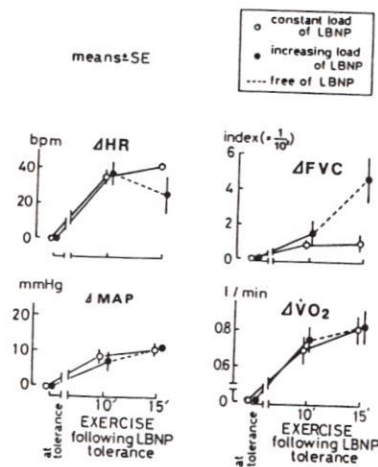 means±SE
constant load
of LBNP
increasing load
of LBNP
free of LBNP
bpm
ΔHR
40
20
0
index(×
ΔFVC
6
4
2
0
mmHg
ΔMAP
20
10
0
10'
15'
at
tolerance
EXERCISE
following LBNP
tolerance
l/min
ΔV̇O₂
0.8
0.6
0
10'
15'
at
tolerance
EXERCISE
following LBNP
tolerance